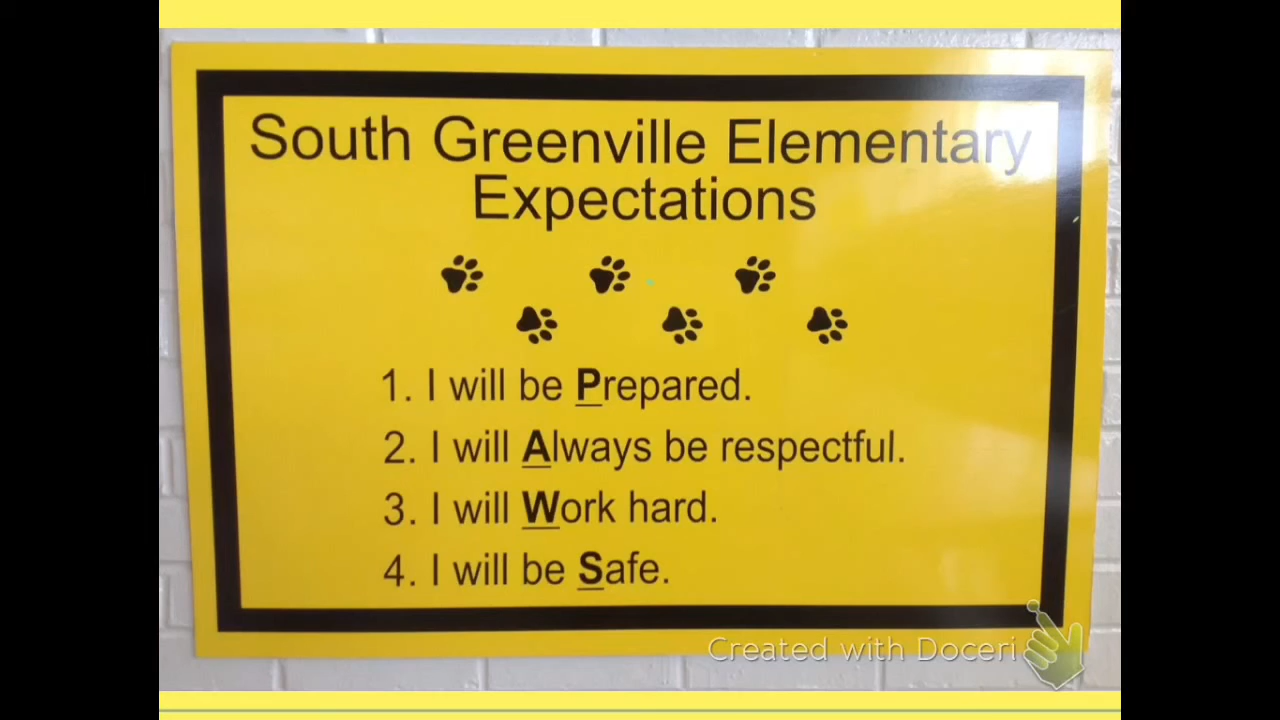 South Greenville Elementary
Expectations
1. I will be Prepared.
2. I will Always be respectful.
3. I will Work hard.
4. I will be Safe.
Created with Doceri